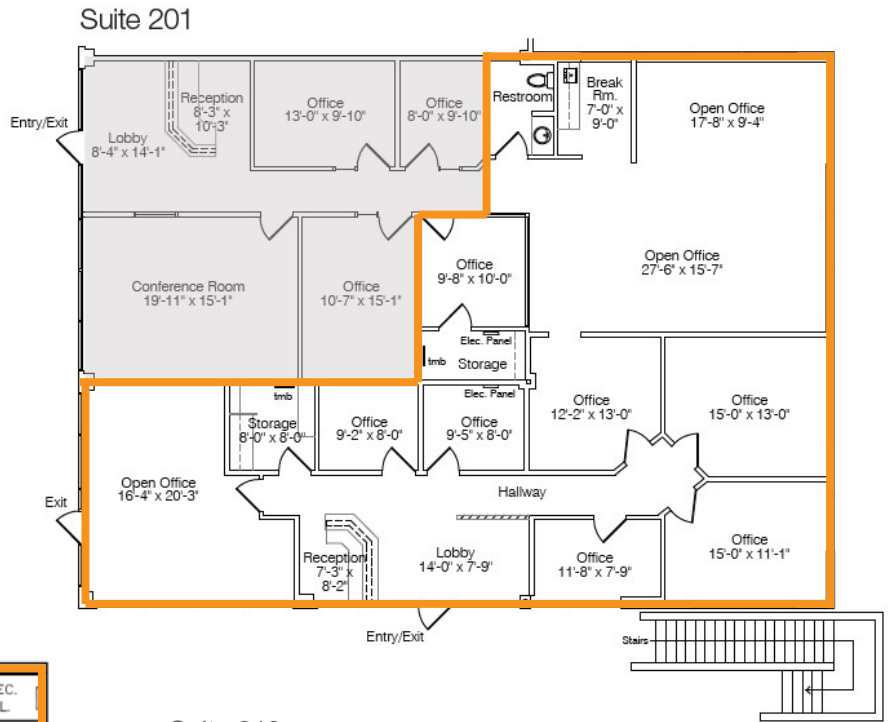 Suite 201
Entry/Exit
Lobby
8'-4" x 14'-1"
Reception
8'-3" x
10'-3"
Office
13'-0" x 9'-10"
Office
8'-0" x 9'-10"
Restroom
Break
Rm.
7'-0" x
9'-0"
Open Office
17'-8" x 9'-4"
Open Office
27'-6" x 15'-7"
Conference Room
19'-11" x 15'-1"
Office
10'-7" x 15'-1"
Office
9'-8" x 10'-0"
Elec. Panel
tmb
Storage
tmb
Storage
8'-0" x 8'-0"
Office
9'-2" x 8'-0"
Elec. Panel
Office
9'-5" x 8'-0"
Office
12'-2" x 13'-0"
Office
15'-0" x 13'-0"
Open Office
16'-4" x 20'-3"
Exit
Hallway
Reception
7'-3" x
8'-2"
Lobby
14'-0" x 7'-9"
Office
11'-8" x 7'-9"
Office
15'-0" x 11'-1"
Entry/Exit
Stairs
EC.
L.